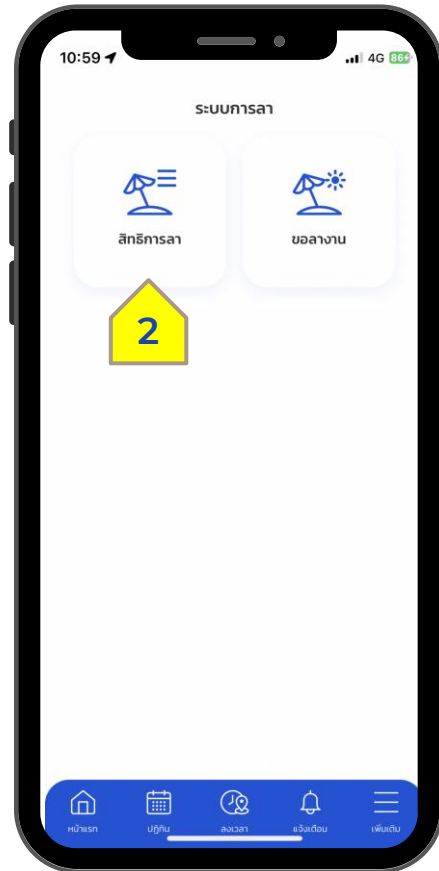 10:59 4G 86
ระบบการลา
สิทธิการลา ขอลางาน
2
หน้าแรก ปฏิทิน ลงเวลา แจ้งเตือน เพิ่มเติม